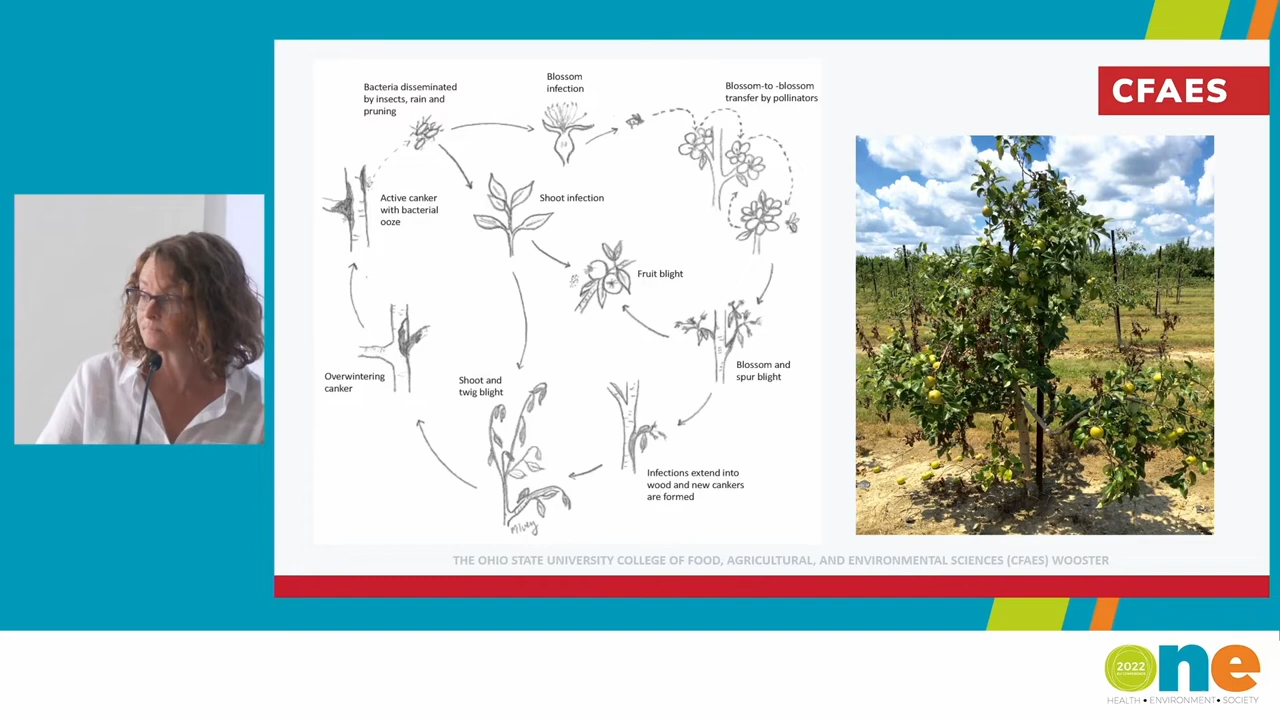 CFAES
Bacteria disseminated
by insects, rain and
pruning
Blossom
infection
Blossom-to -blossom
transfer by pollinators
Active canker
with bacterial
ooze
Shoot infection
Fruit blight
Overwintering
canker
Shoot and
twig blight
Blossom and
spur blight
Infections extend into
wood and new cankers
are formed
THE OHIO STATE UNIVERSITY COLLEGE OF FOOD, AGRICULTURAL, AND ENVIRONMENTAL SCIENCES (CFAES) WOOSTER
2022
one
HEALTH • ENVIRONMENT • SOCIETY